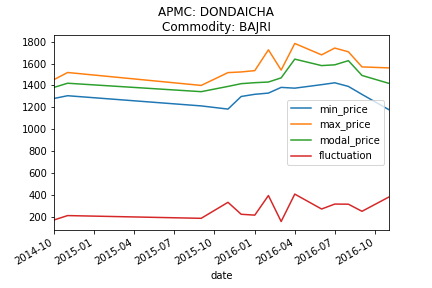 APMC: DONDAICHA
Commodity: BAJRI
1800
1600
1400
1200
1000
800
600
400
200
min_price
max_price
modal_price
fluctuation
2014-10
2015-01
2015-04
2015-07
2015-10
2016-01
2016-04
2016-07
2016-10
date